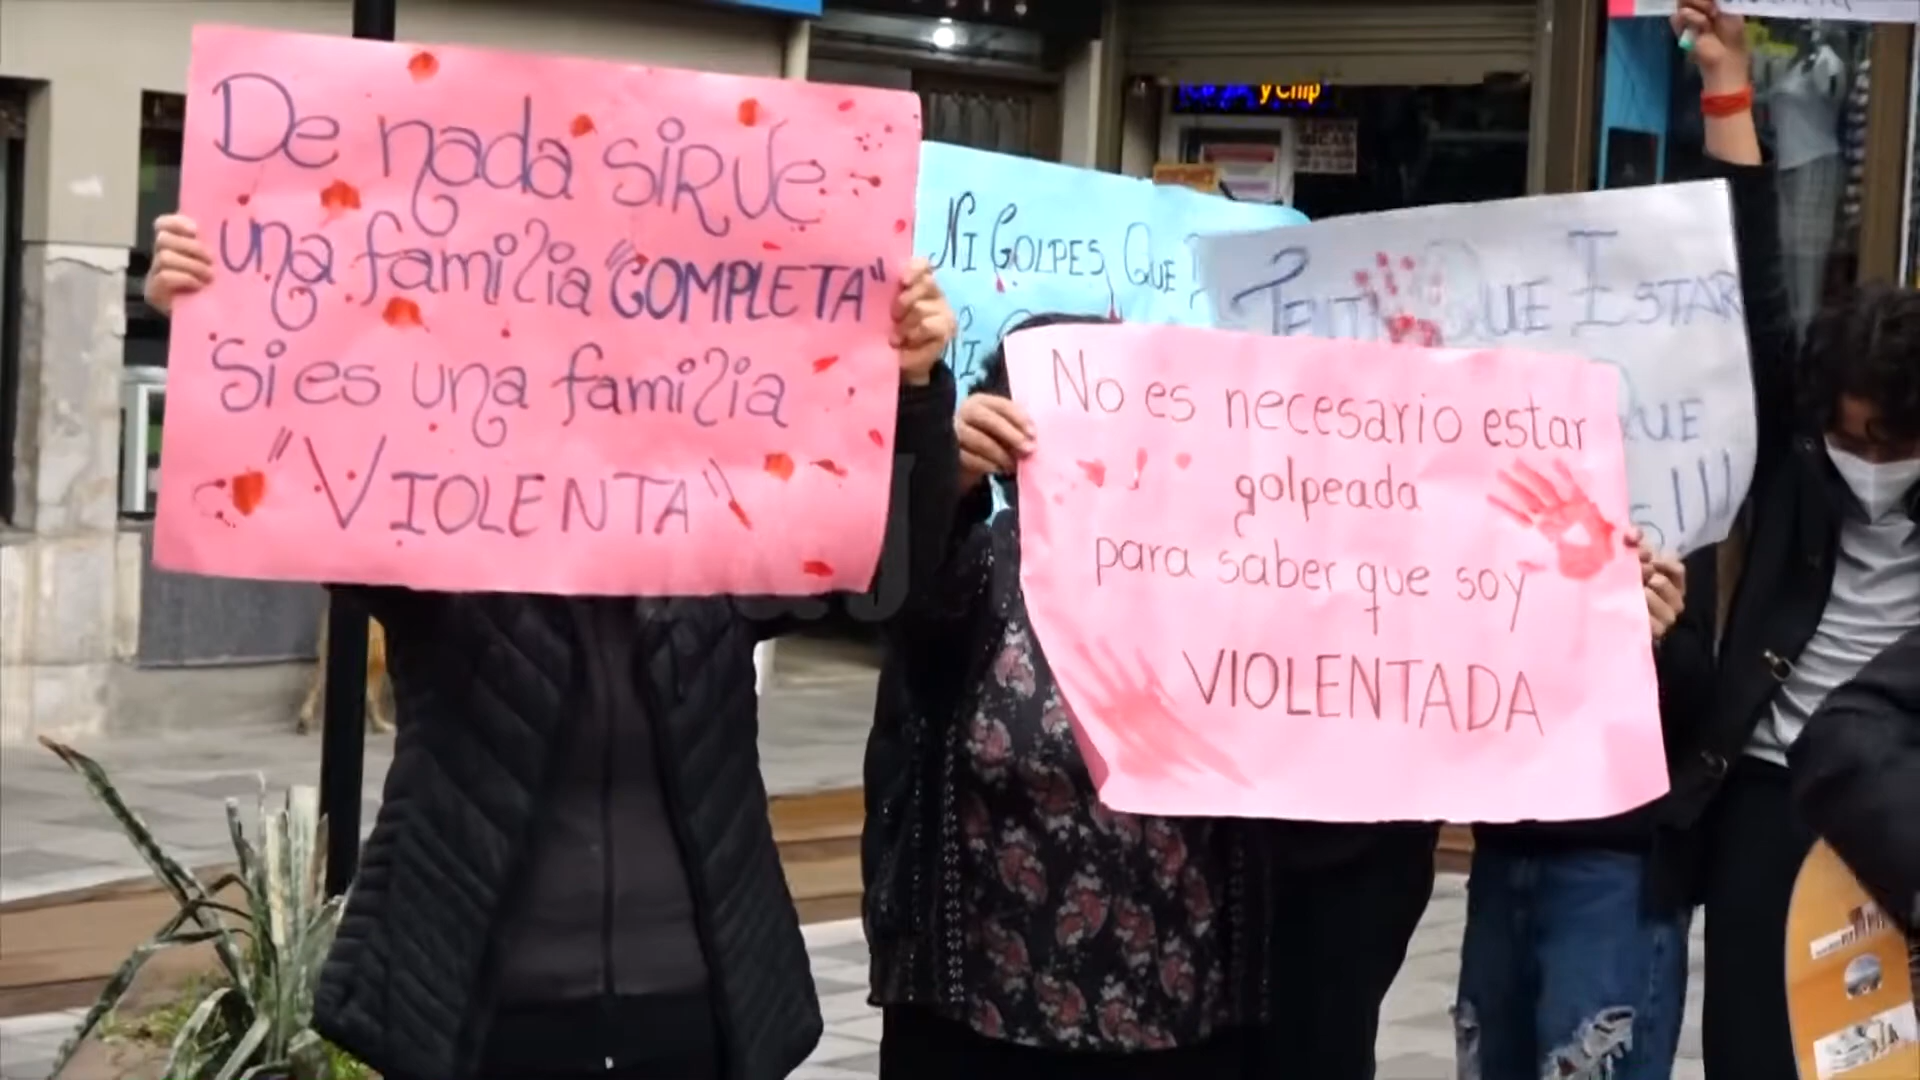 De nada SiRVe
una familia "COMPLETA"
Si es una familia
"VIOLENTA"
NI GOLPES QUE
NI
QUE ESTAR
QUE
S!!!
No es necesario estar
golpeada
para saber que soy
VIOLENTADA
y Chip